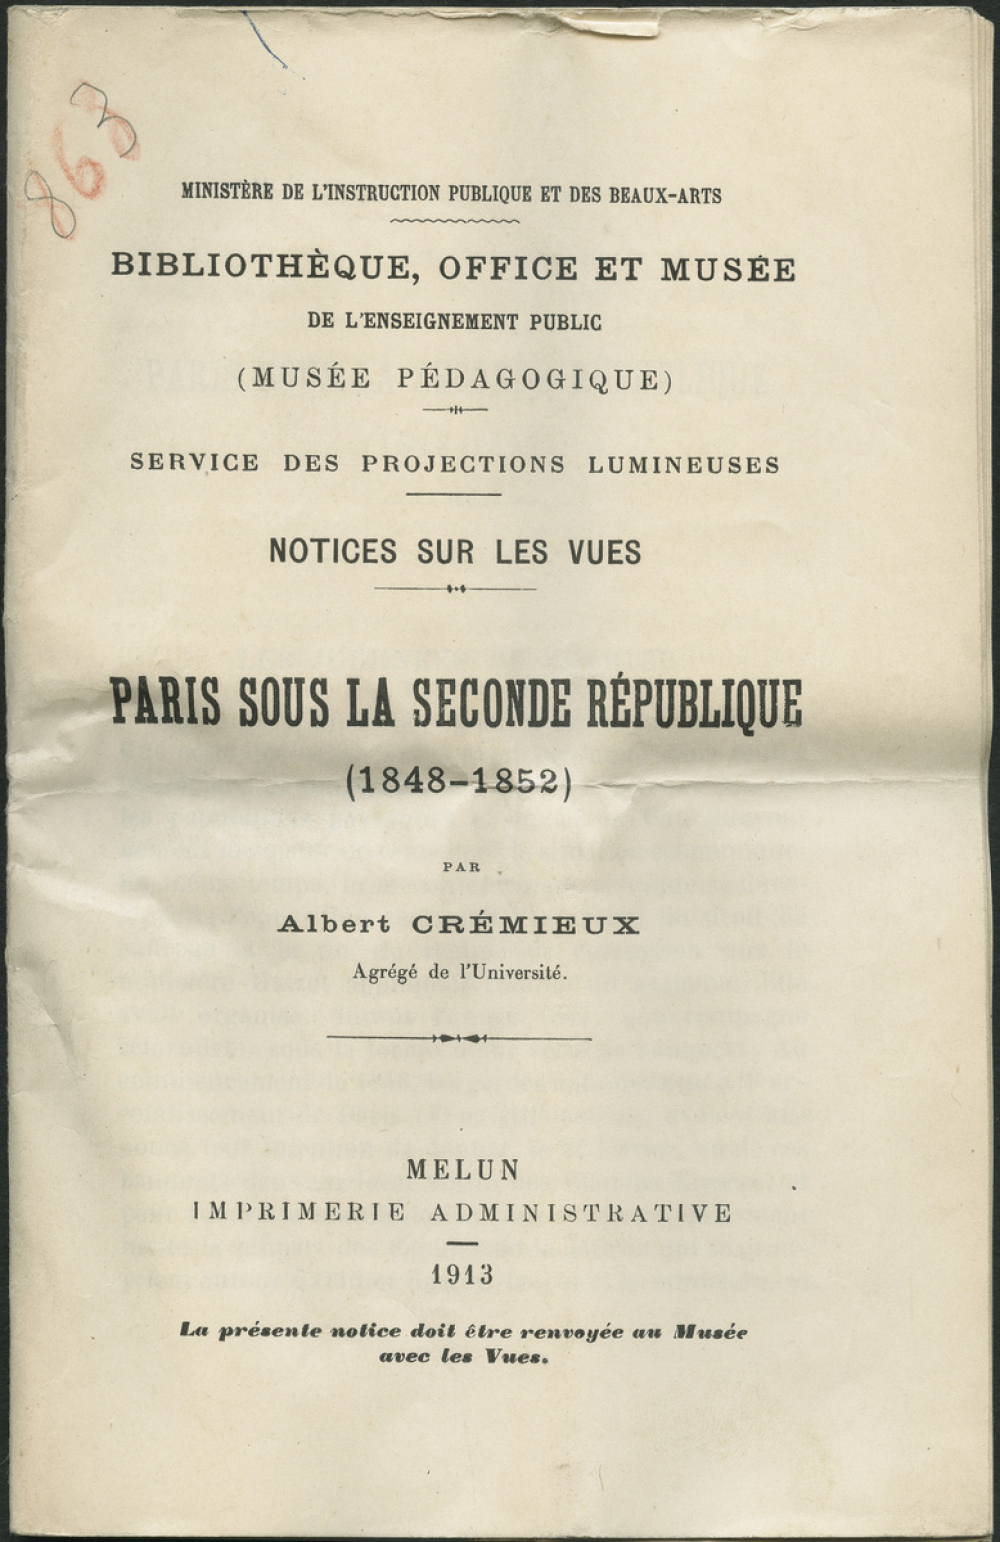 863
MINISTÈRE DE L'INSTRUCTION PUBLIQUE ET DES BEAUX-ARTS
BIBLIOTHÈQUE, OFFICE ET MUSÉE
DE L'ENSEIGNEMENT PUBLIC
(MUSÉE PÉDAGOGIQUE)
SERVICE DES PROJECTIONS LUMINEUSES
NOTICES SUR LES VUES
PARIS SOUS LA SECONDE RÉPUBLIQUE
(1848-1852)
PAR
Albert CRÉMIEUX
Agrégé de l'Université.
MELUN
IMPRIMERIE ADMINISTRATIVE
1913
La présente notice doit être renvoyée au Musée
avec les Vues.